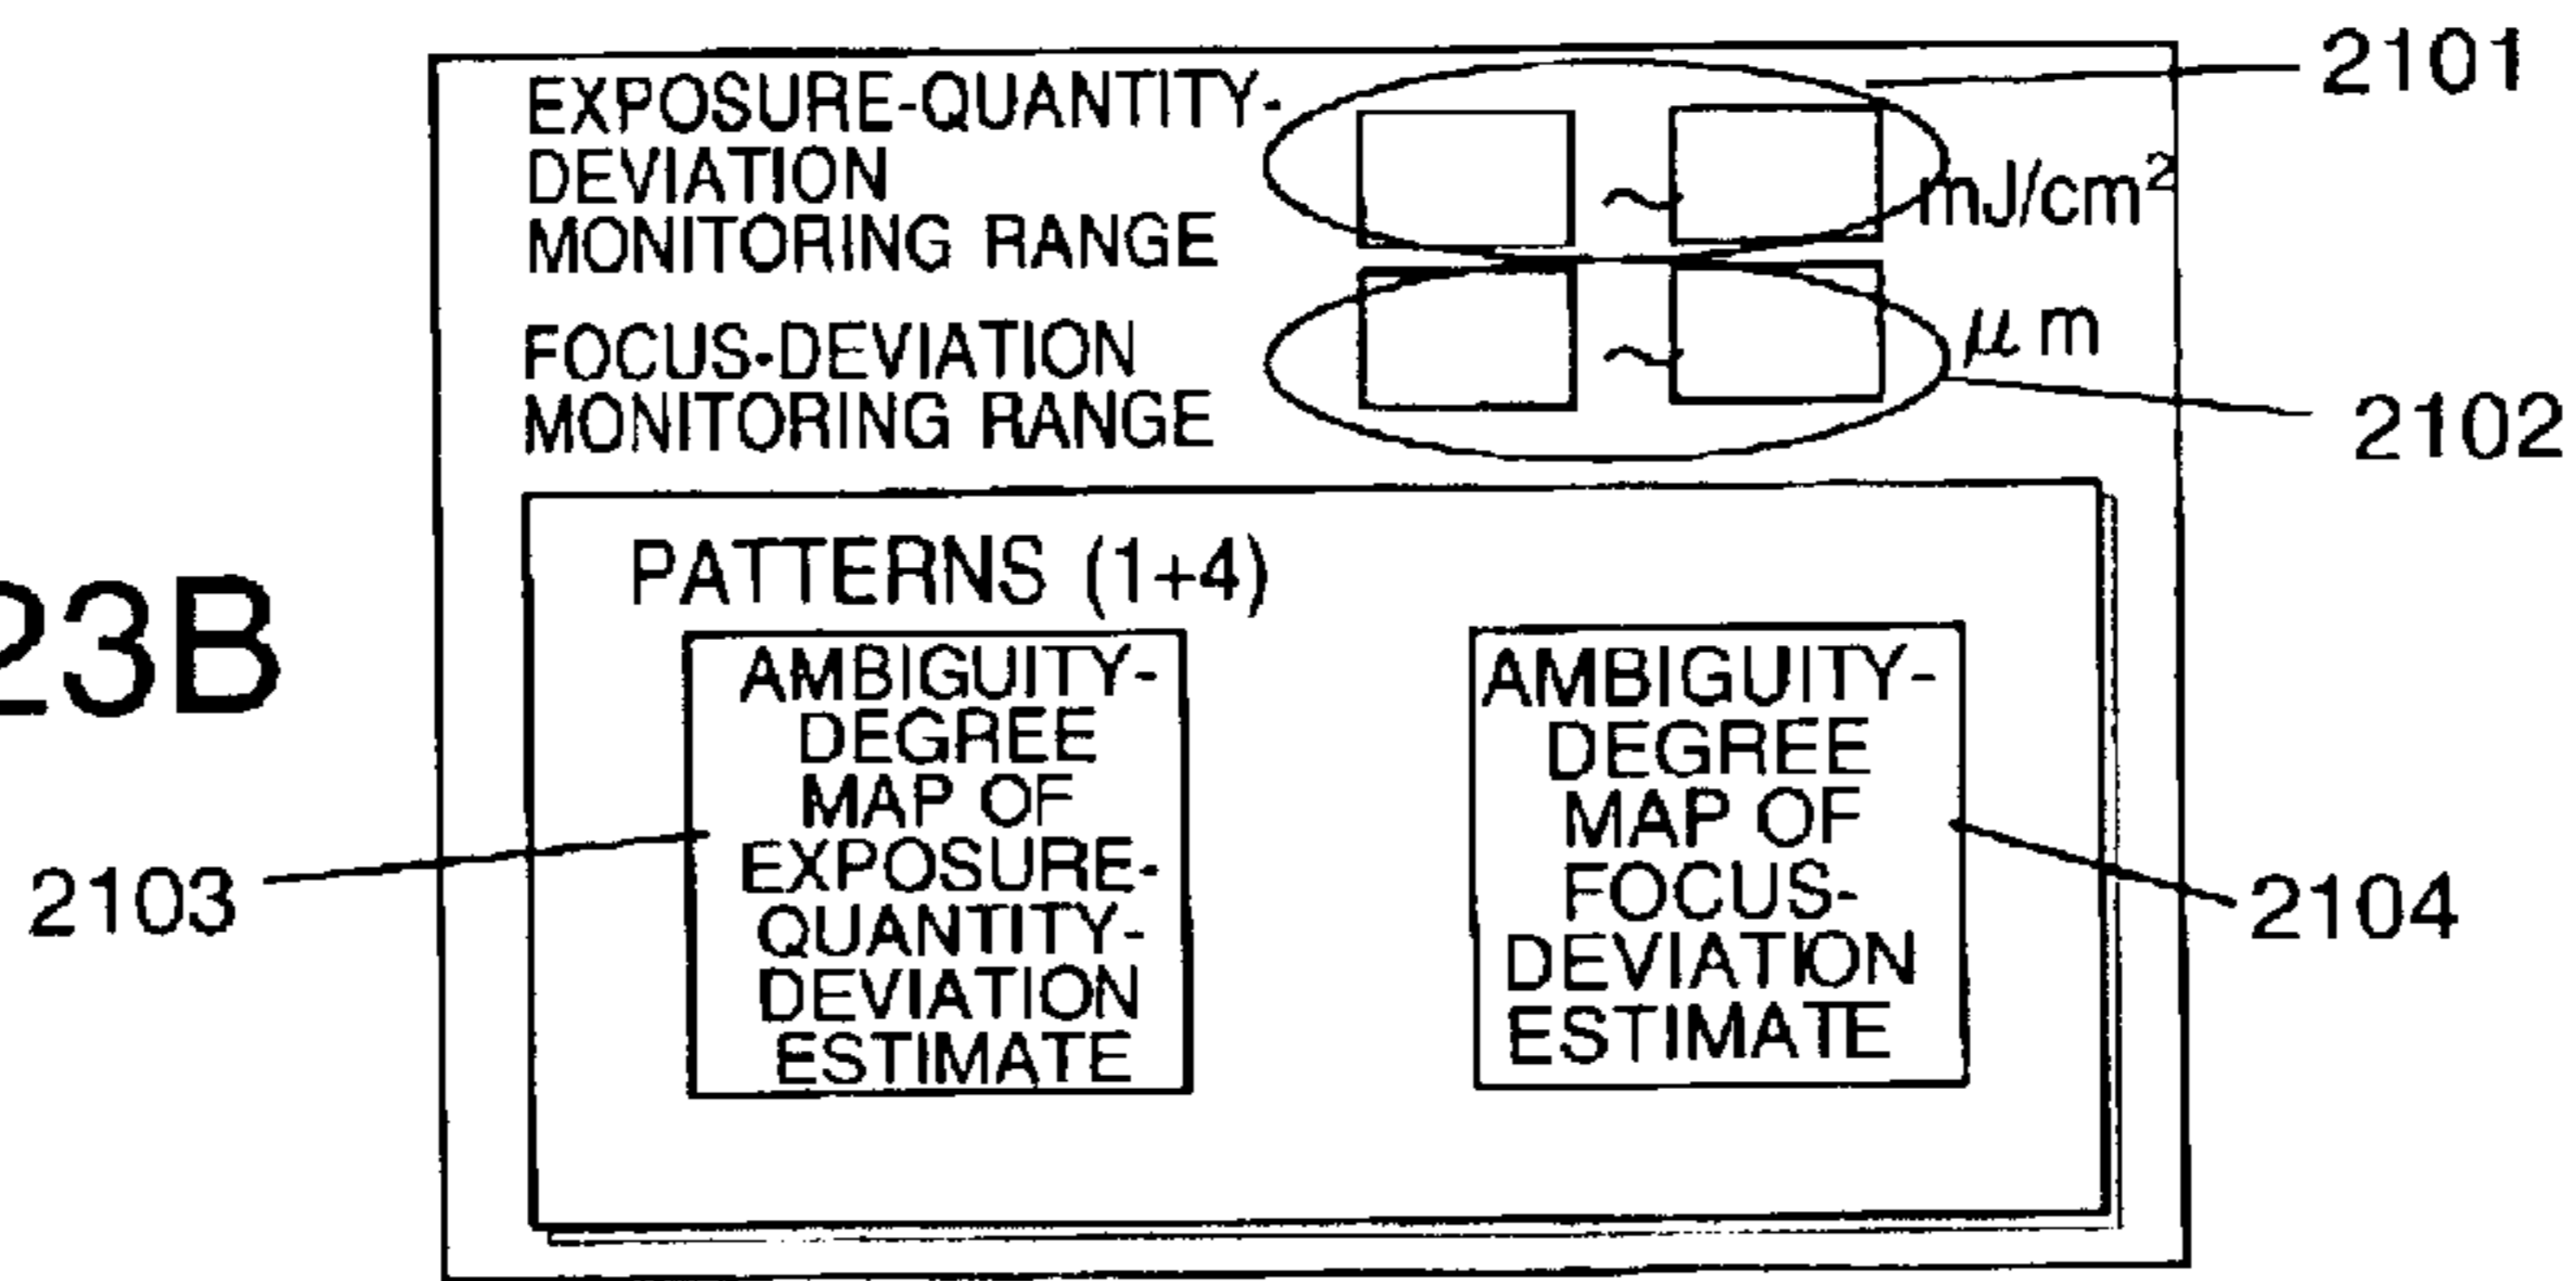 2101
EXPOSURE-QUANTITY-
DEVIATION
MONITORING RANGE
~ mJ/cm²
FOCUS-DEVIATION
MONITORING RANGE
~ μm
2102
23B
PATTERNS (1+4)
AMBIGUITY-
DEGREE
MAP OF
EXPOSURE-
QUANTITY-
DEVIATION
ESTIMATE
AMBIGUITY-
DEGREE
MAP OF
FOCUS-
DEVIATION
ESTIMATE
2103
2104